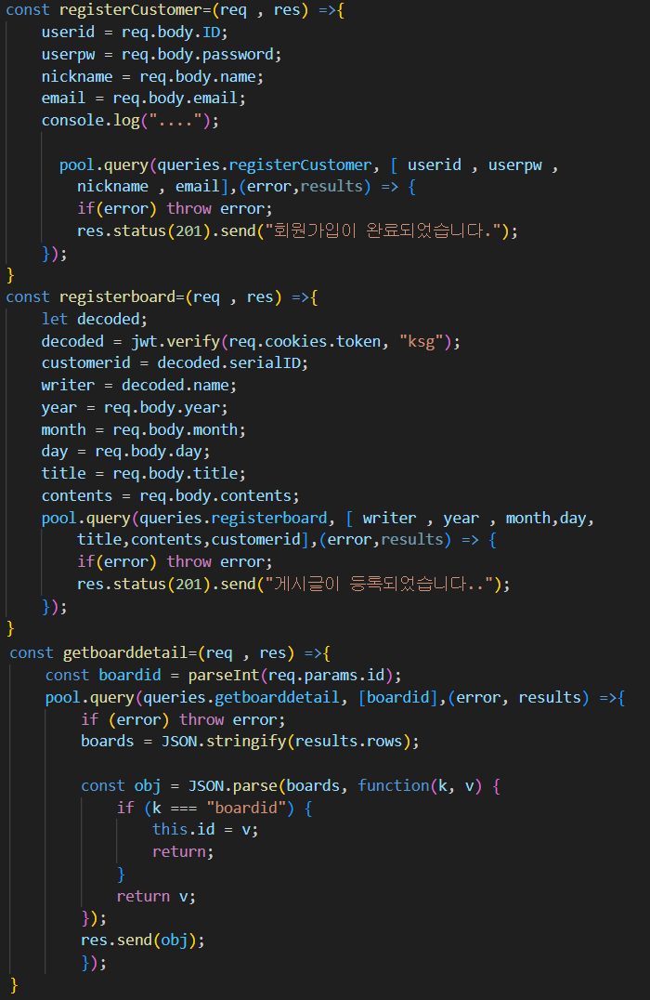 const registerCustomer=(req , res) =>{
userid = req.body.ID;
userpw = req.body.password;
nickname = req.body.name;
email = req.body.email;
console.log("....");
pool.query(queries.registerCustomer, [ userid , userpw ,
nickname , email],(error,results) => {
if(error) throw error;
res.status(201).send("회원가입이 완료되었습니다.");
});
}
const registerboard=(req , res) =>{
let decoded;
decoded = jwt.verify(req.cookies.token, "ksg");
customerid = decoded.serialID;
writer = decoded.name;
year = req.body.year;
month = req.body.month;
day = req.body.day;
title = req.body.title;
contents = req.body.contents;
pool.query(queries.registerboard, [ writer , year , month,day,
title,contents,customerid],(error,results) => {
if(error) throw error;
res.status(201).send("게시글이 등록되었습니다..");
});
}
const getboarddetail=(req , res) =>{
const boardid = parseInt(req.params.id);
pool.query(queries.getboarddetail, [boardid],(error, results) =>{
if (error) throw error;
boards = JSON.stringify(results.rows);
const obj = JSON.parse(boards, function(k, v) {
if (k === "boardid") {
this.id = v;
return;
}
return v;
});
res.send(obj);
});
}